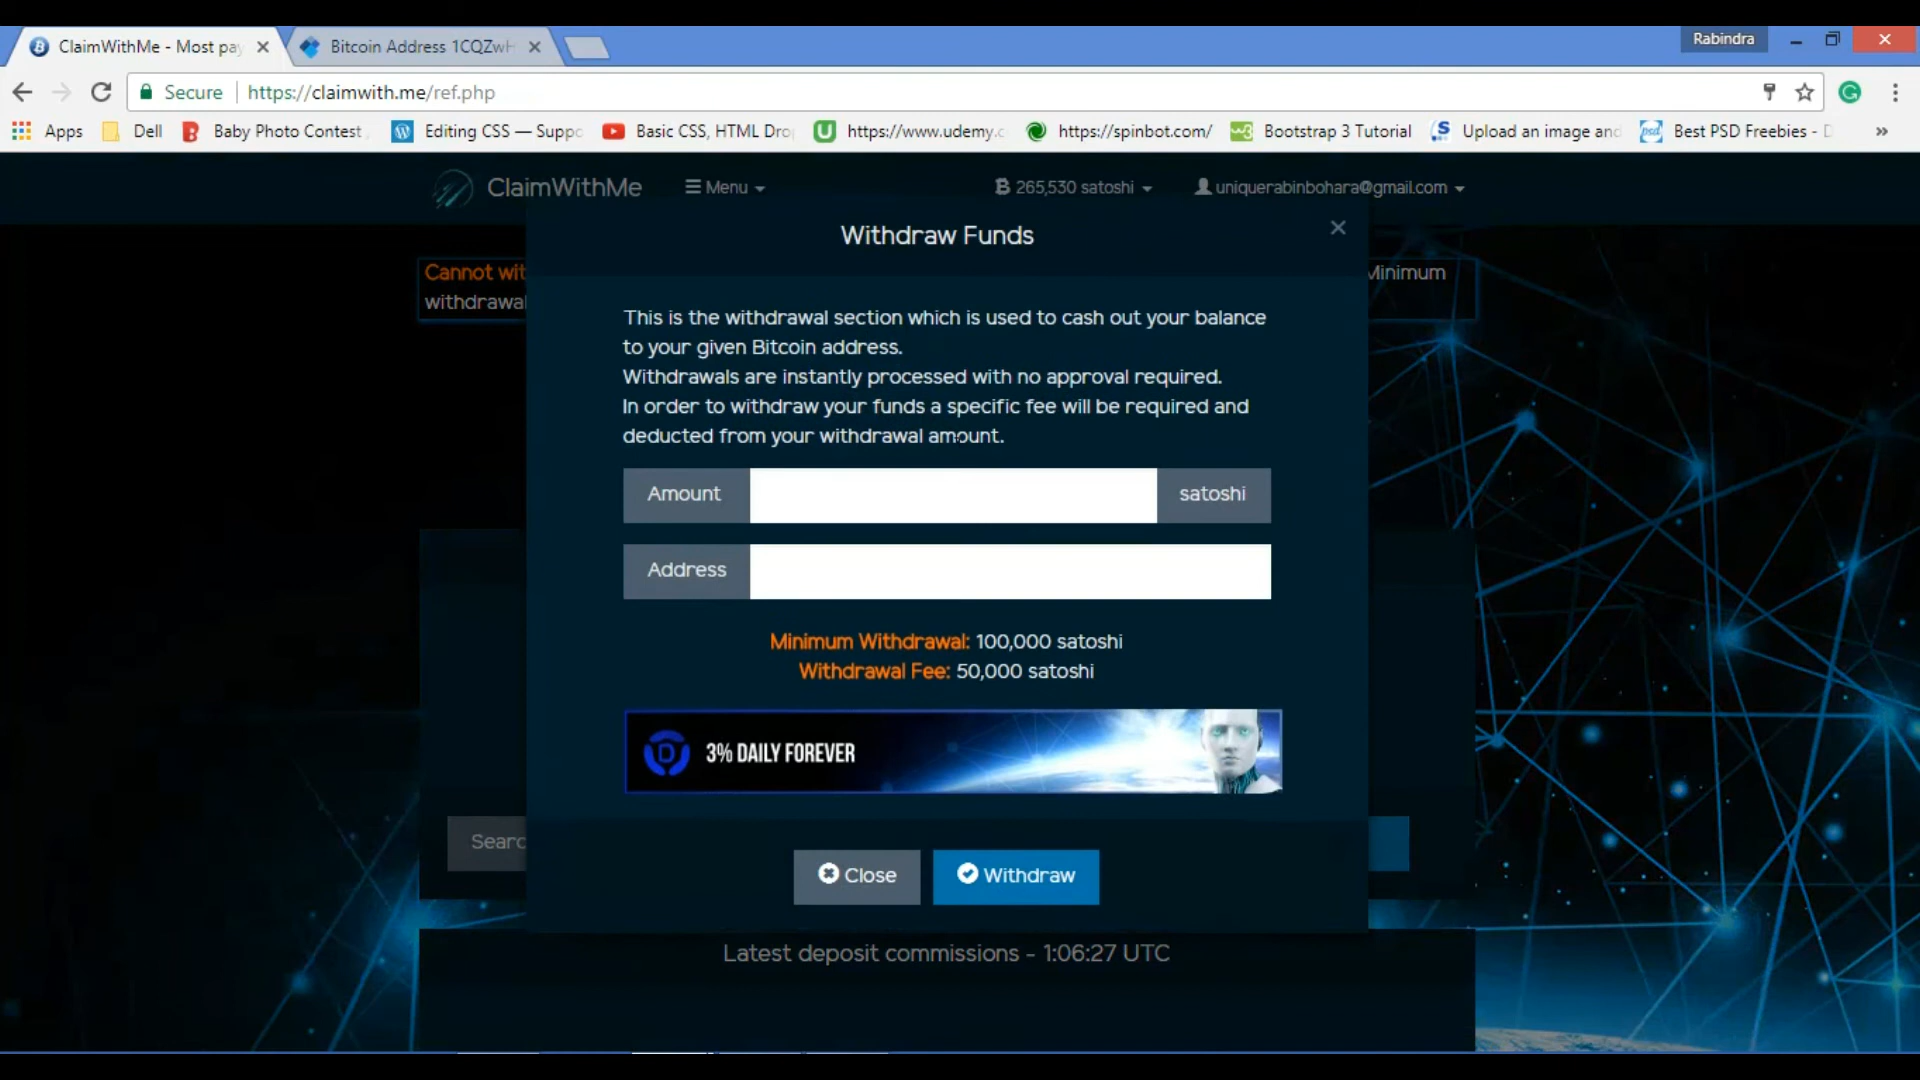 ClaimWithMe - Most pay
Bitcoin Address 1CQZwH
Rabindra
Secure
https://claimwith.me/ref.php
Apps
Dell
Baby Photo Contest
Editing CSS — Suppo
Basic CSS, HTML Dro
https://www.udemy.c
https://spinbot.com/
Bootstrap 3 Tutorial
Upload an image and
Best PSD Freebies - D
»
ClaimWithMe
Menu
265,530 satoshi
uniquerabinbohara@gmail.com
Withdraw Funds
Cannot wit
Minimum
withdrawal
This is the withdrawal section which is used to cash out your balance
to your given Bitcoin address.
Withdrawals are instantly processed with no approval required.
In order to withdraw your funds a specific fee will be required and
deducted from your withdrawal amount.
Amount
satoshi
Address
Minimum Withdrawal: 100,000 satoshi
Withdrawal Fee: 50,000 satoshi
D
3% DAILY FOREVER
Searc
Close
Withdraw
Latest deposit commissions - 1:06:27 UTC